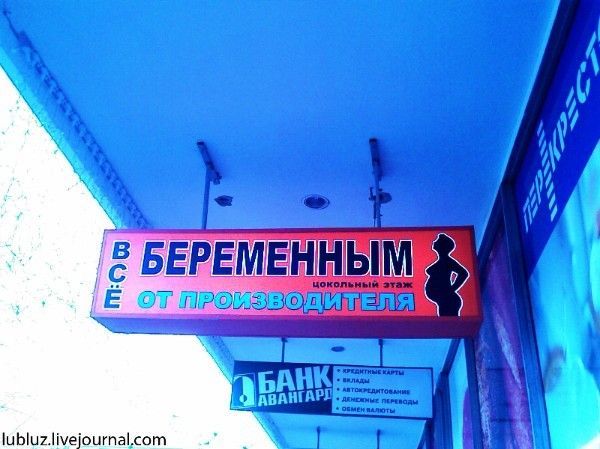 ВСЁ
БЕРЕМЕННЫМ
цокольный этаж
ОТ ПРОИЗВОДИТЕЛЯ
БАНК
АВАНГАРД
• КРЕДИТНЫЕ КАРТЫ
• ВКЛАДЫ
• АВТОКРЕДИТОВАНИЕ
• ДЕНЕЖНЫЕ ПЕРЕВОДЫ
• ОБМЕН ВАЛЮТЫ
ПЕРЕКРЕСТО
lubluz.livejournal.com